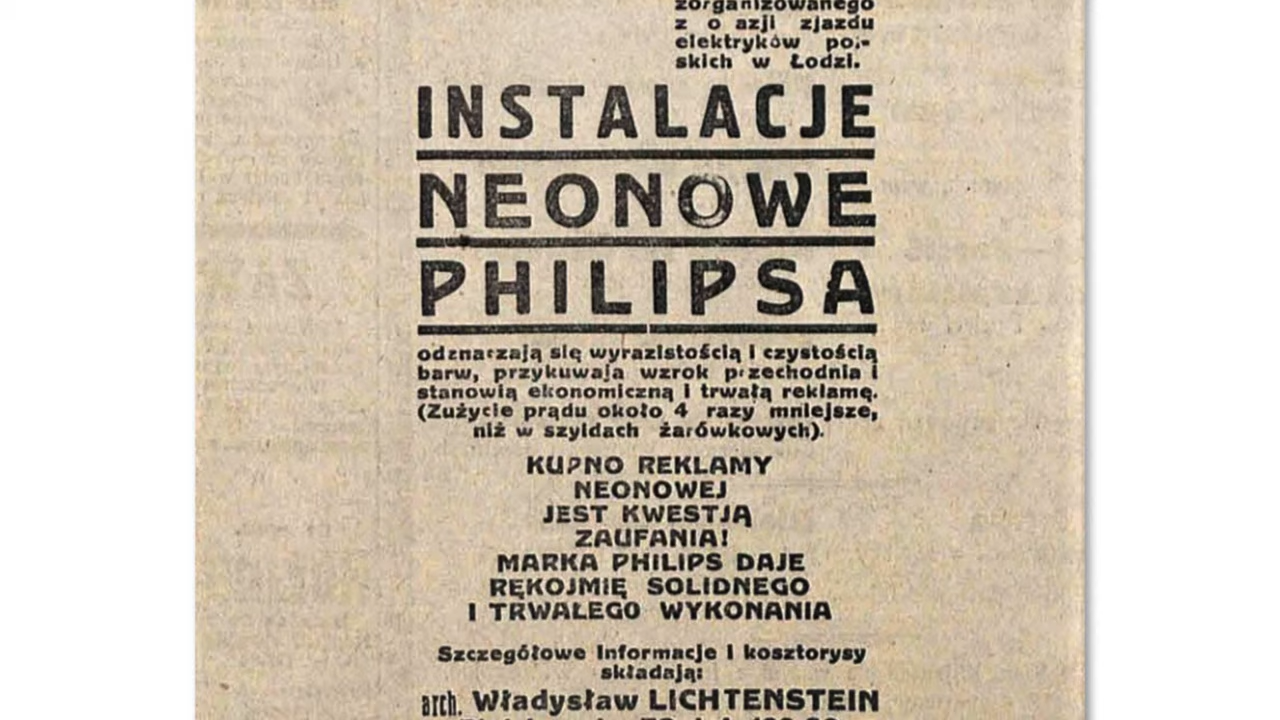 zorganizowanego
z o azji zjazdu
elektryków pol-
skich w Łodzi.
INSTALACJE
NEONOWE
PHILIPSA
odznaczają się wyrazistością i czystością
barw, przykuwają wzrok przechodnia i
stanowią ekonomiczną i trwałą reklamę.
(Zużycie prądu około 4 razy mniejsze,
niż w szyldach żarówkowych).
KUPNO REKLAMY
NEONOWEJ
JEST KWESTJĄ
ZAUFANIA!
MARKA PHILIPS DAJE
RĘKOJMIĘ SOLIDNEGO
I TRWAŁEGO WYKONANIA
Szczegółowe informacje i kosztorysy
składają:
arch. Władysław LICHTENSTEIN